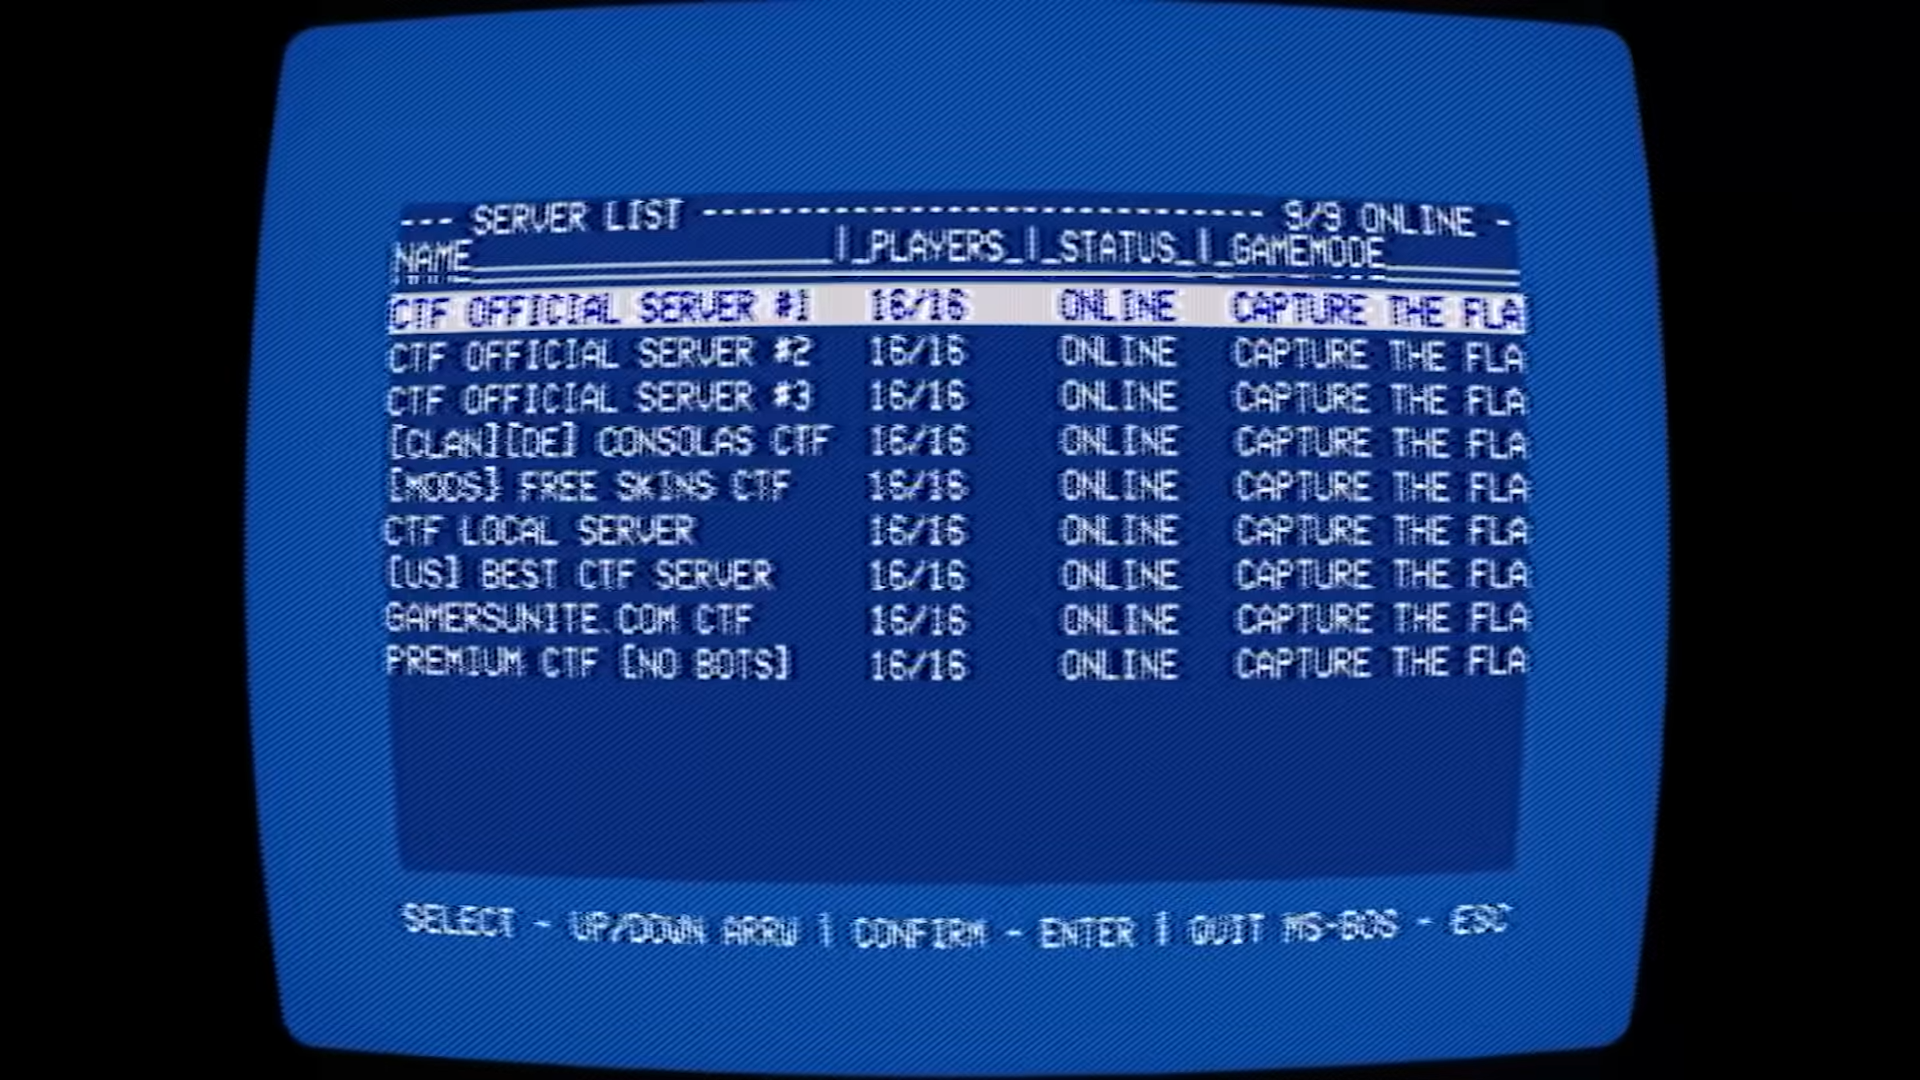 --- SERVER LIST ----------------------------- 9/9 ONLINE -
NAME___________________|_PLAYERS_|_STATUS_|_GAMEMODE_______
CTF OFFICIAL SERVER #1 16/16 ONLINE CAPTURE THE FLA
CTF OFFICIAL SERVER #2 16/16 ONLINE CAPTURE THE FLA
CTF OFFICIAL SERVER #3 16/16 ONLINE CAPTURE THE FLA
[CLAN][DE] CONSOLAS CTF 16/16 ONLINE CAPTURE THE FLA
[MODS] FREE SKINS CTF 16/16 ONLINE CAPTURE THE FLA
CTF LOCAL SERVER 16/16 ONLINE CAPTURE THE FLA
[US] BEST CTF SERVER 16/16 ONLINE CAPTURE THE FLA
GAMERSUNITE.COM CTF 16/16 ONLINE CAPTURE THE FLA
PREMIUM CTF [NO BOTS] 16/16 ONLINE CAPTURE THE FLA
SELECT - UP/DOWN ARRW | CONFIRM - ENTER | QUIT MS-BOS - ESC